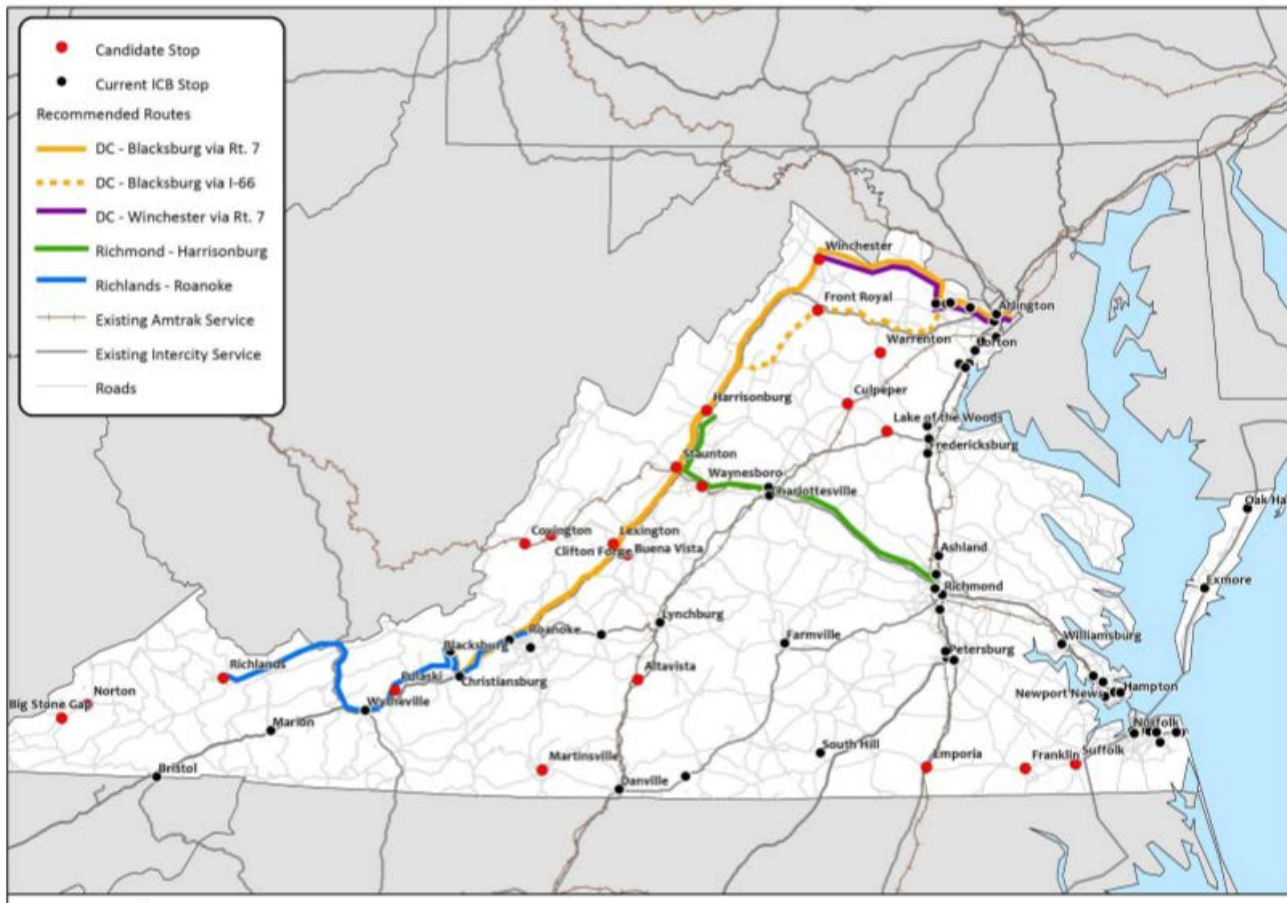 Candidate Stop
Current ICB Stop
Recommended Routes
DC - Blacksburg via Rt. 7
DC - Blacksburg via I-66
DC - Winchester via Rt. 7
Richmond - Harrisonburg
Richlands - Roanoke
Existing Amtrak Service
Existing Intercity Service
Roads
Winchester
Front Royal
Arlington
Warrenton
Lorton
Culpeper
Harrisonburg
Lake of the Woods
Fredericksburg
Staunton
Waynesboro
Charlottesville
Oak Ha
Covington
Lexington
Clifton Forge
Buena Vista
Ashland
Richmond
Exmore
Lynchburg
Roanoke
Blacksburg
Farmville
Williamsburg
Petersburg
Richlands
Pulaski
Christiansburg
Altavista
Norton
Big Stone Gap
Wytheville
Newport News
Hampton
Marion
Norfolk
Bristol
Martinsville
South Hill
Emporia
Franklin
Suffolk
Danville